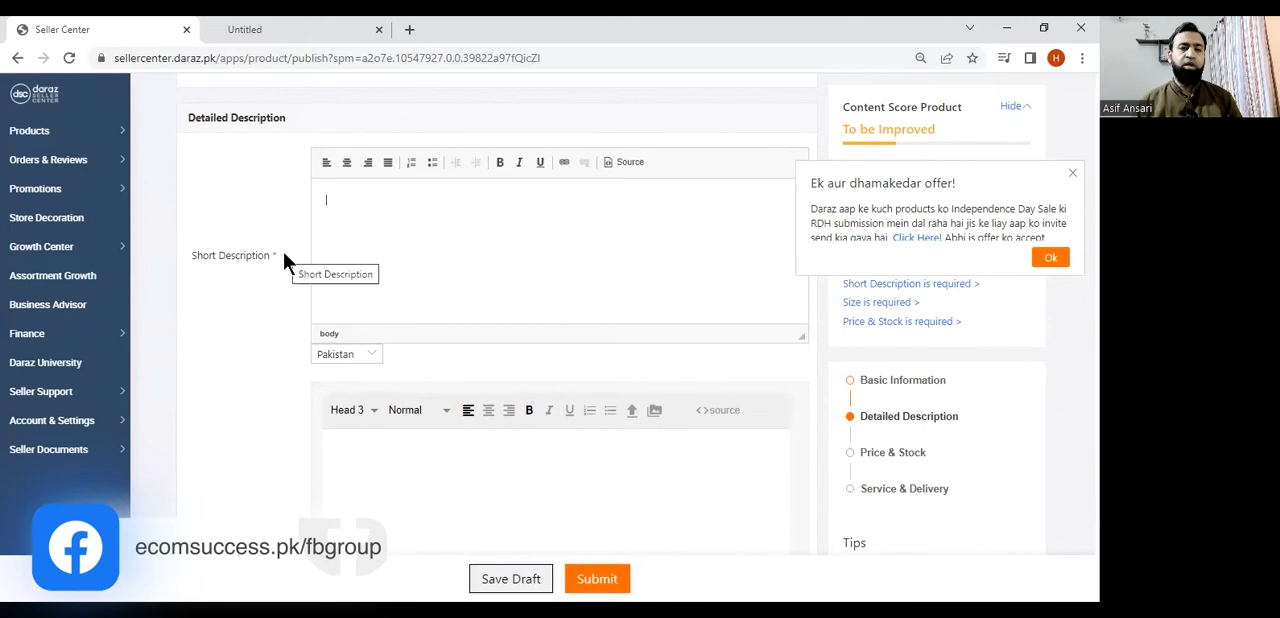 Seller Center
Untitled
sellercenter.daraz.pk/apps/product/publish?spm=a2o7e.10547927.0.0.39822a97fQicZl
H
Asif Ansari
dsc daraz
SELLER
CENTER
Products
Orders & Reviews
Promotions
Store Decoration
Growth Center
Assortment Growth
Business Advisor
Finance
Daraz University
Seller Support
Account & Settings
Seller Documents
Detailed Description
B I U Source
Short Description *
Short Description
body
Pakistan
Head 3 Normal B I U <>source
Content Score Product
Hide
To be Improved
Ek aur dhamakedar offer!
Daraz aap ke kuch products ko Independence Day Sale ki
RDH submission mein dal raha hai jis ke liay aap ko invite
send kia gaya hai. Click Here! Abhi is offer ko accept
Ok
Short Description is required >
Size is required >
Price & Stock is required >
Basic Information
Detailed Description
Price & Stock
Service & Delivery
Tips
ecomsuccess.pk/fbgroup
Save Draft
Submit